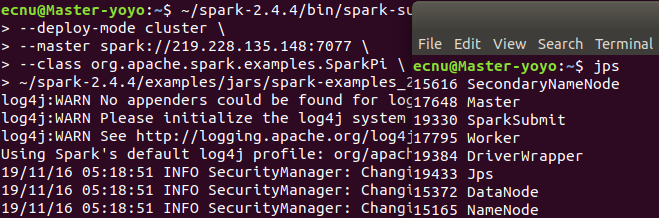 ecnu@Master-yoyo:~$ ~/spark-2.4.4/bin/spark-su
> --deploy-mode cluster \
> --master spark://219.228.135.148:7077 \
> --class org.apache.spark.examples.SparkPi \
> ~/spark-2.4.4/examples/jars/spark-examples_2
log4j:WARN No appenders could be found for log
log4j:WARN Please initialize the log4j system
log4j:WARN See http://logging.apache.org/log4j
Using Spark's default log4j profile: org/apach
19/11/16 05:18:51 INFO SecurityManager: Changi
19/11/16 05:18:51 INFO SecurityManager: Changi
19/11/16 05:18:51 INFO SecurityManager: Changi
File Edit View Search Terminal
ecnu@Master-yoyo:~$ jps
15616 SecondaryNameNode
17648 Master
19330 SparkSubmit
17795 Worker
19384 DriverWrapper
19433 Jps
15372 DataNode
15165 NameNode